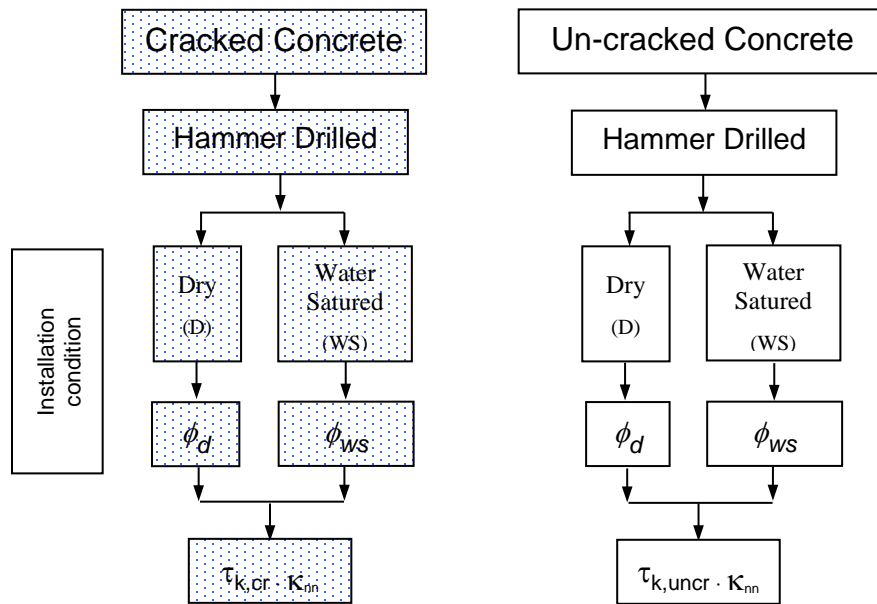 Cracked Concrete
Hammer Drilled
Dry
(D)
Water
Satured
(WS)
ϕd
ϕws
τk,cr · κnn
Un-cracked Concrete
Hammer Drilled
Dry
(D)
Water
Satured
(WS)
ϕd
ϕws
τk,uncr · κnn
Installation
condition